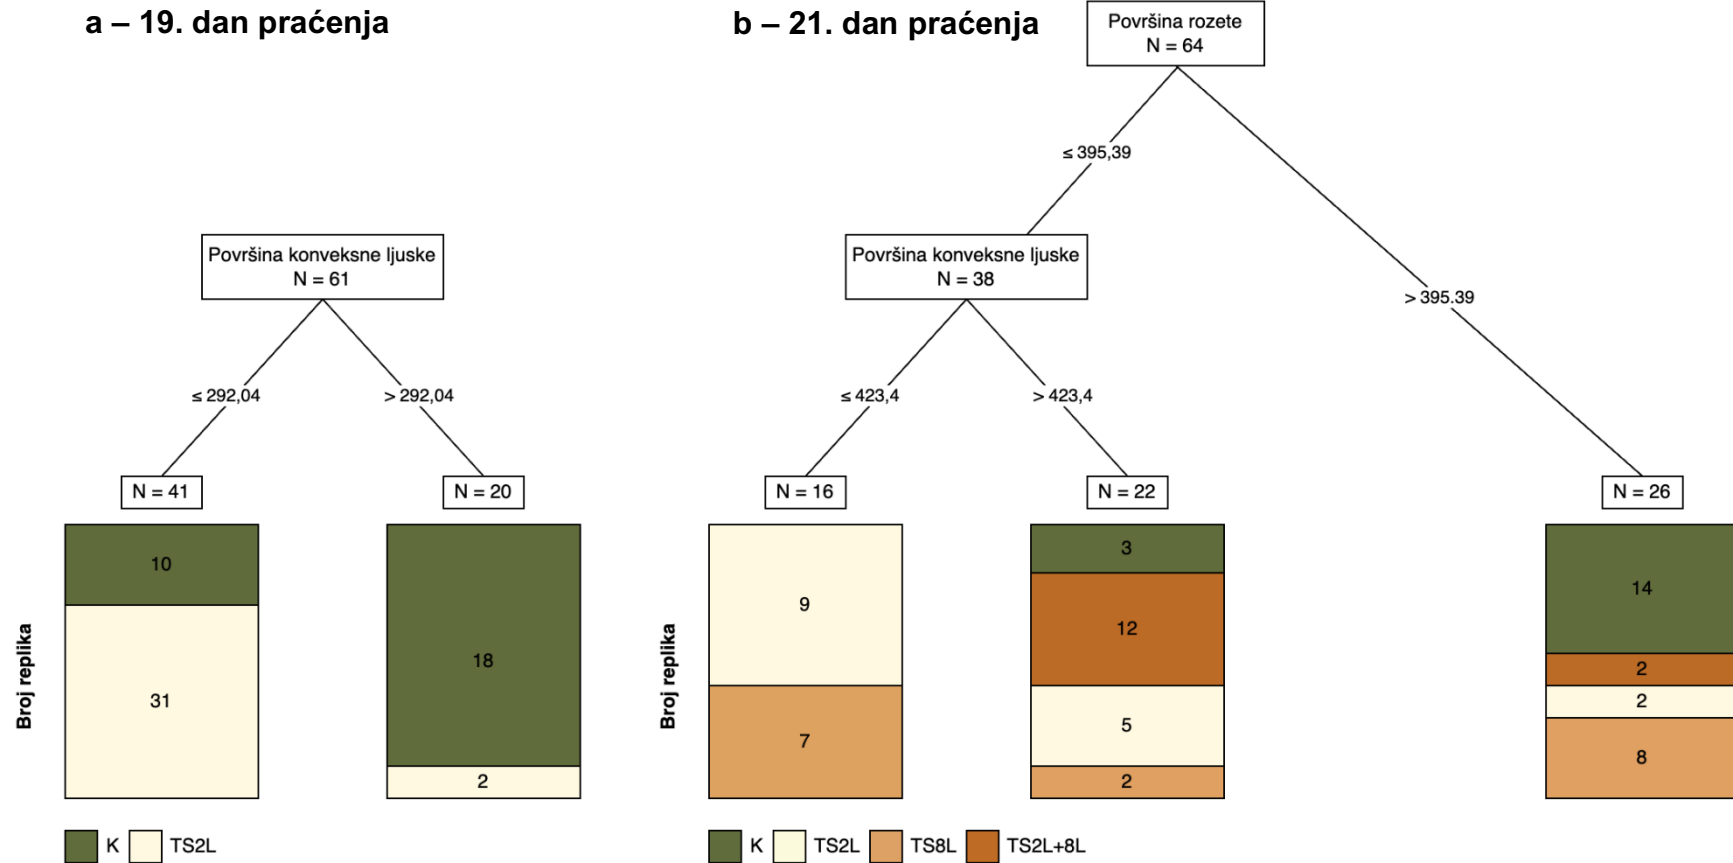 a – 19. dan praćenja
Površina konveksne ljuske
N = 61
≤ 292,04
> 292,04
N = 41
N = 20
10
31
18
2
Broj replika
K
TS2L
b – 21. dan praćenja
Površina rozete
N = 64
≤ 395,39
> 395.39
Površina konveksne ljuske
N = 38
≤ 423,4
> 423,4
N = 16
N = 22
N = 26
9
7
3
12
5
2
14
2
2
8
Broj replika
K
TS2L
TS8L
TS2L+8L